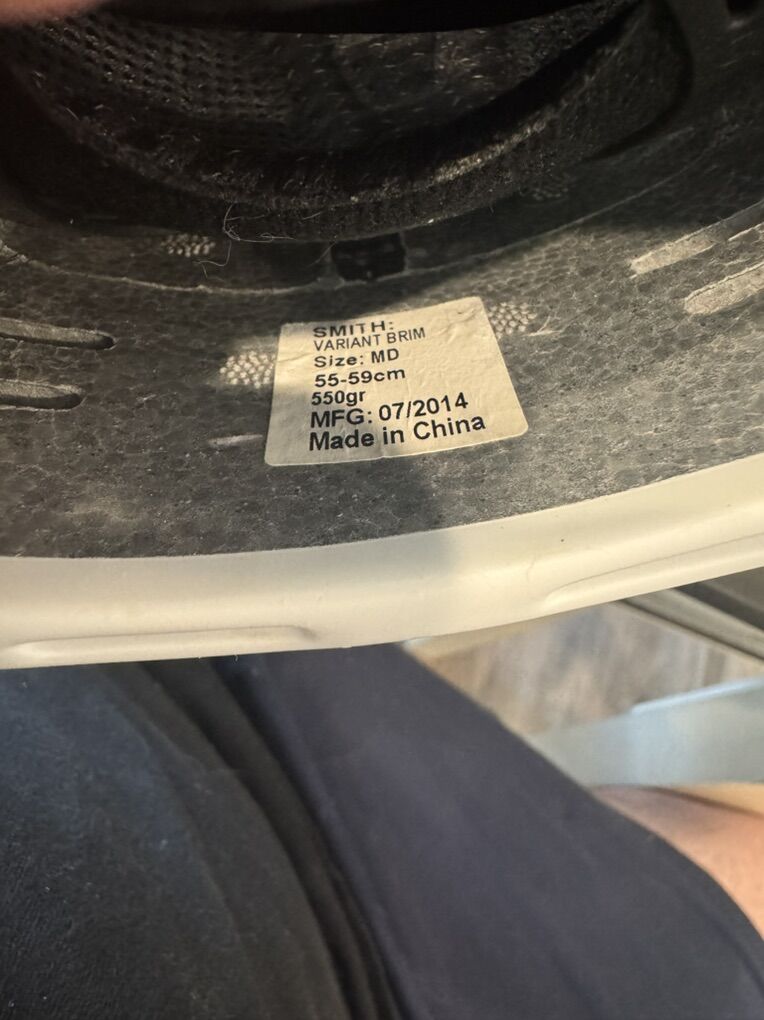 SMITH:
VARIANT BRIM
Size: MD
55-59cm
550gr
MFG: 07/2014
Made in China